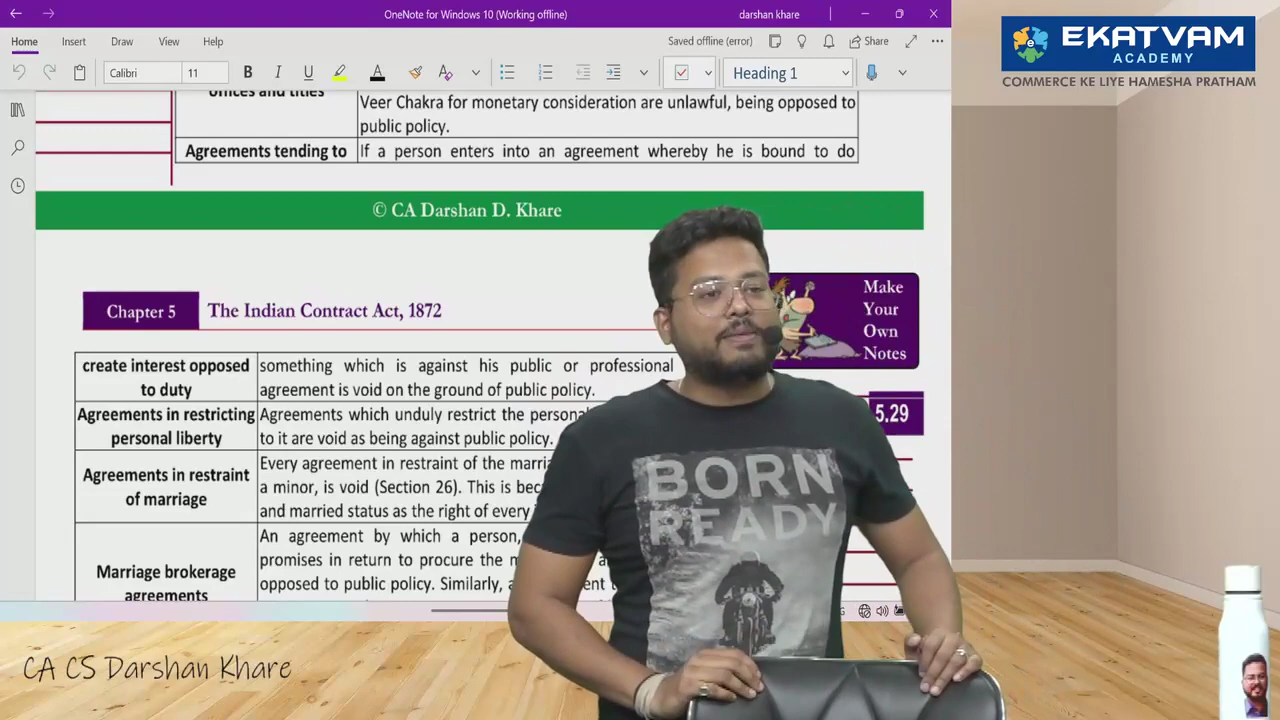 OneNote for Windows 10 (Working offline)
darshan khare
Home
Insert
Draw
View
Help
Saved offline (error)
Share
Calibri
11
B
I
U
A
Heading 1
EKATVAM
ACADEMY
COMMERCE KE LIYE HAMESHA PRATHAM
offices and titles
Veer Chakra for monetary consideration are unlawful, being opposed to
public policy.
Agreements tending to
If a person enters into an agreement whereby he is bound to do
© CA Darshan D. Khare
Chapter 5
The Indian Contract Act, 1872
Make
Your
Own
Notes
5.29
create interest opposed
to duty
something which is against his public or professional
agreement is void on the ground of public policy.
Agreements in restricting
personal liberty
Agreements which unduly restrict the personal
to it are void as being against public policy.
Agreements in restraint
of marriage
Every agreement in restraint of the
a minor, is void (Section 26). This is
and married status as the right of every
Marriage brokerage
agreements
An agreement by which a person,
promises in return to procure the
opposed to public policy. Similarly,
BORN
READY
CA CS Darshan Khare